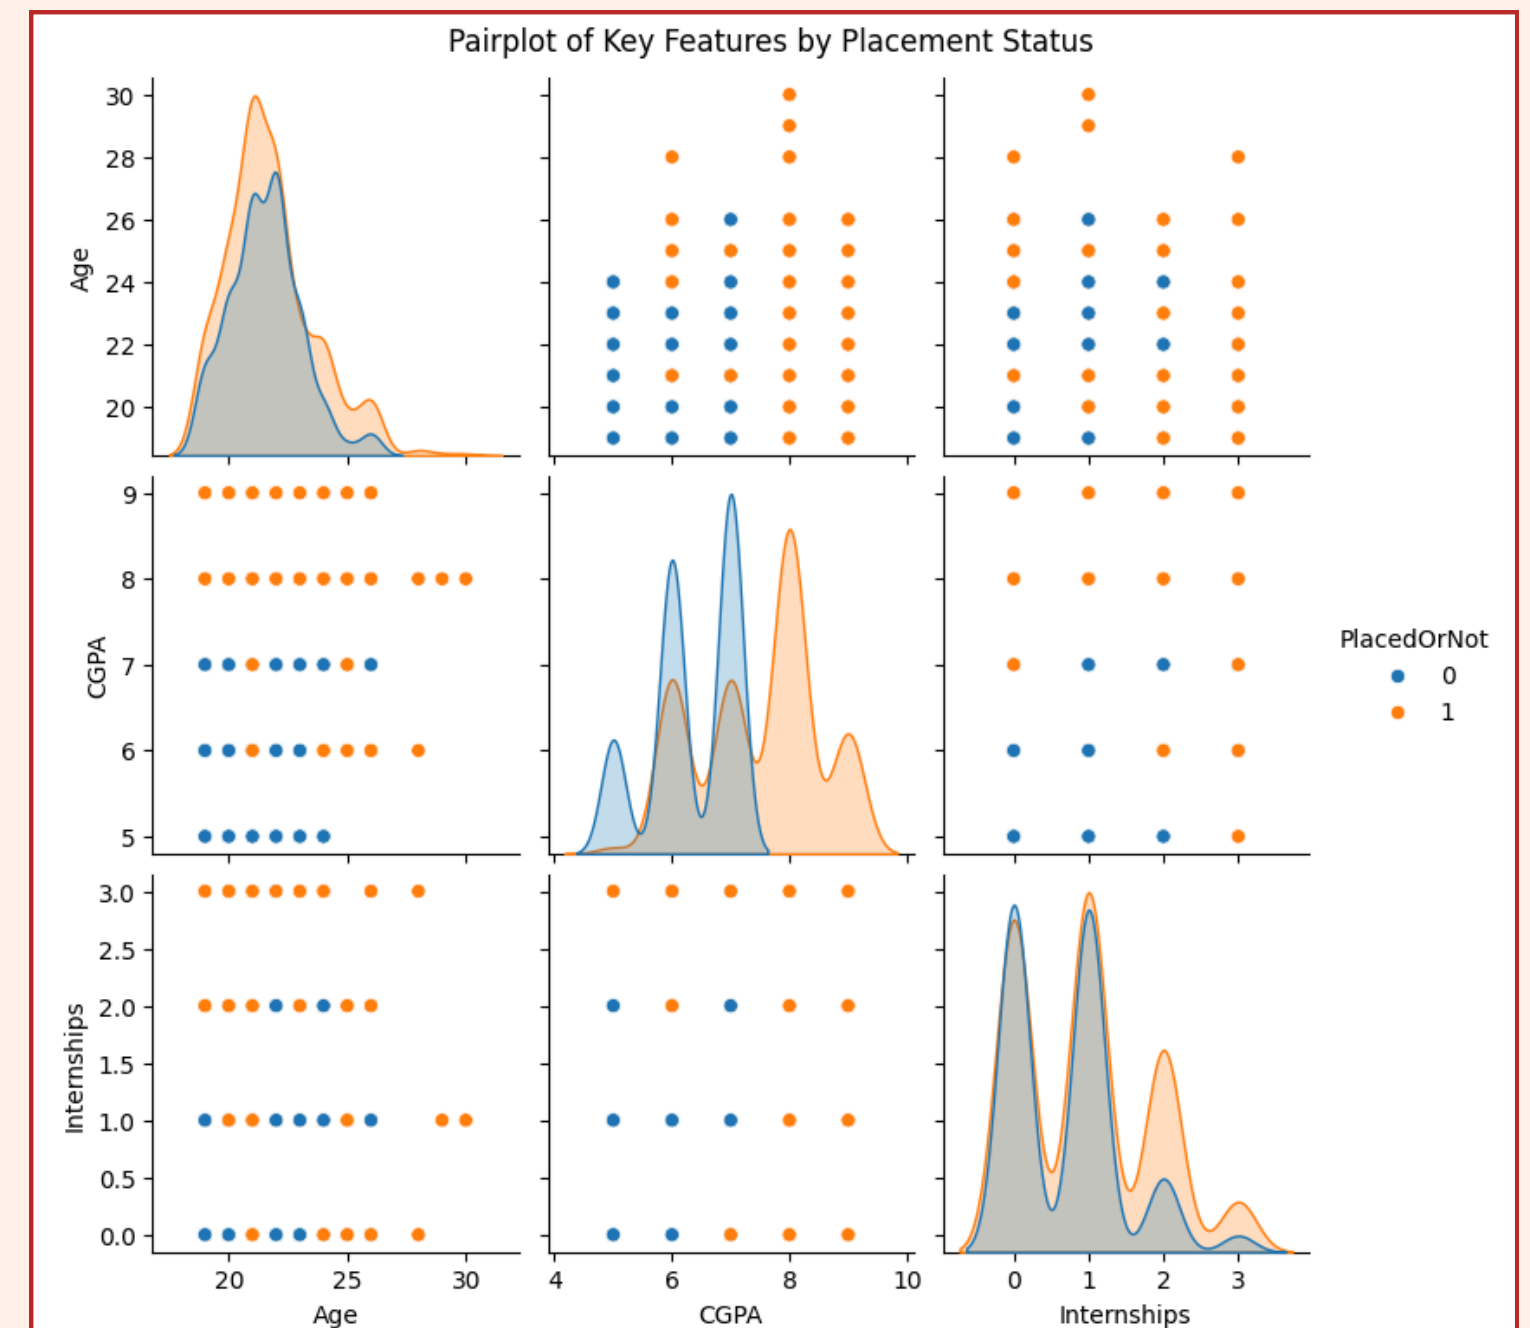 Pairplot of Key Features by Placement Status
30
28
26
24
22
20
Age
9
8
7
6
5
CGPA
PlacedOrNot
0
1
3.0
2.5
2.0
1.5
1.0
0.5
0.0
Internships
20 25 30
4 6 8 10
0 1 2 3
Age CGPA Internships